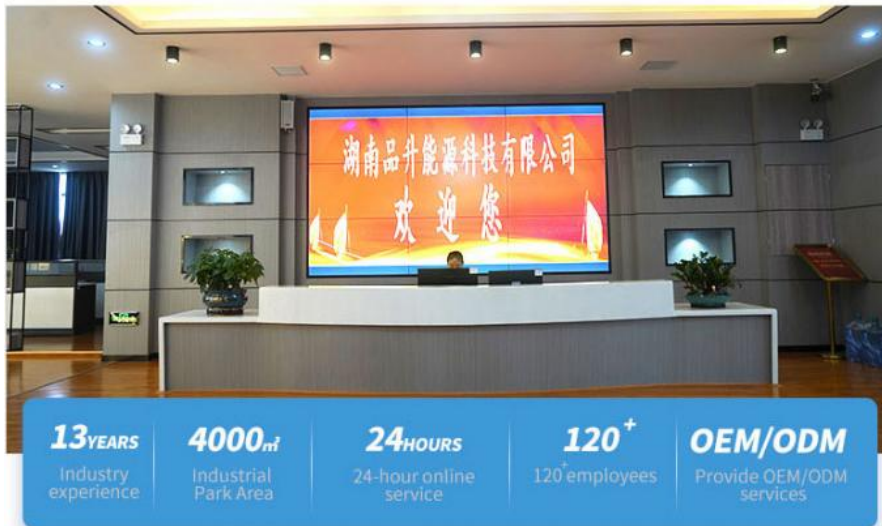 湖南品升能源科技有限公司
欢迎您
13YEARS
Industry
experience
4000㎡
Industrial
Park Area
24HOURS
24-hour online
service
120+
120+employees
OEM/ODM
Provide OEM/ODM
services